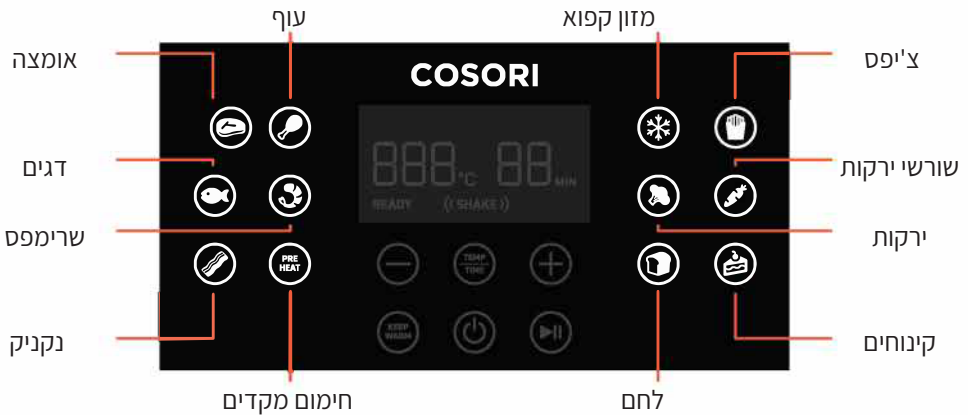 עוף
מזון קפוא
אומצה
צ'יפס
COSORI
888 °C 88 MIN
READY ((SHAKE))
דגים
שורשי ירקות
שרימפס
ירקות
PRE
HEAT
TEMP
TIME
KEEP
WARM
נקניק
קינוחים
חימום מקדים
לחם